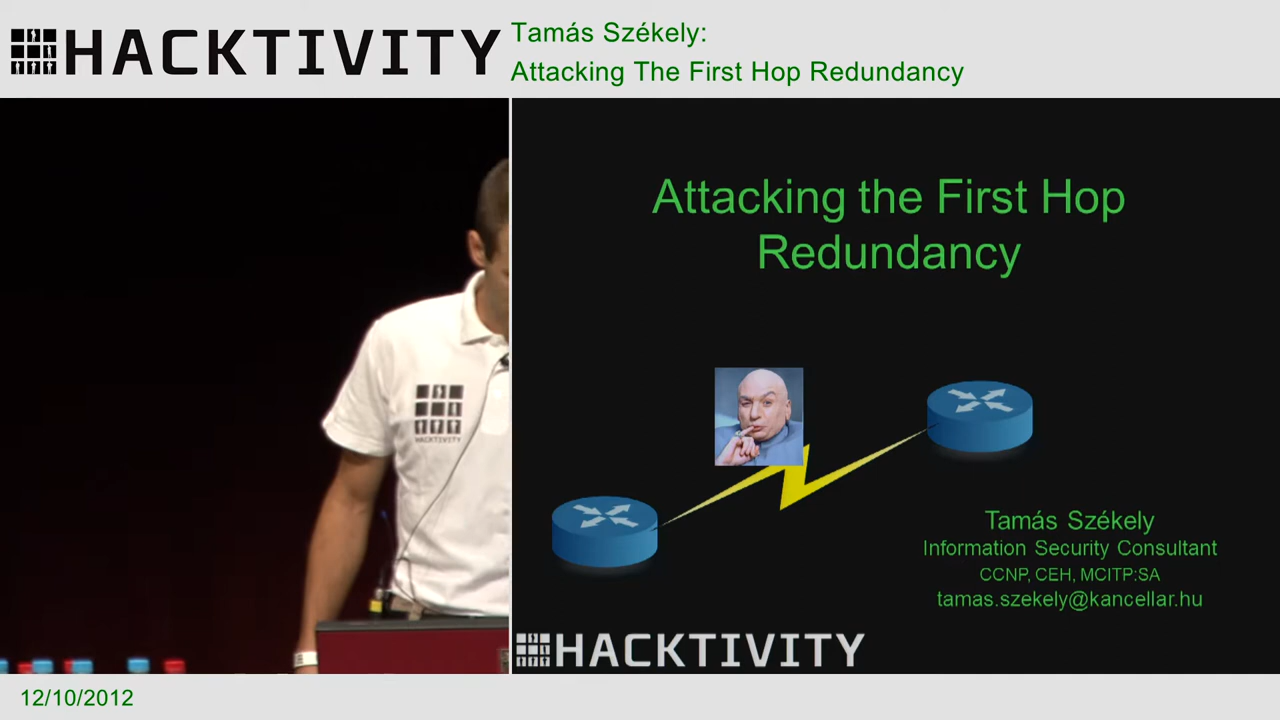 HACKTIVITY
Tamás Székely:
Attacking The First Hop Redundancy
Attacking the First Hop
Redundancy
HACKTIVITY
Tamás Székely
Information Security Consultant
CCNP, CEH, MCITP:SA
tamas.szekely@kancellar.hu
HACKTIVITY
12/10/2012